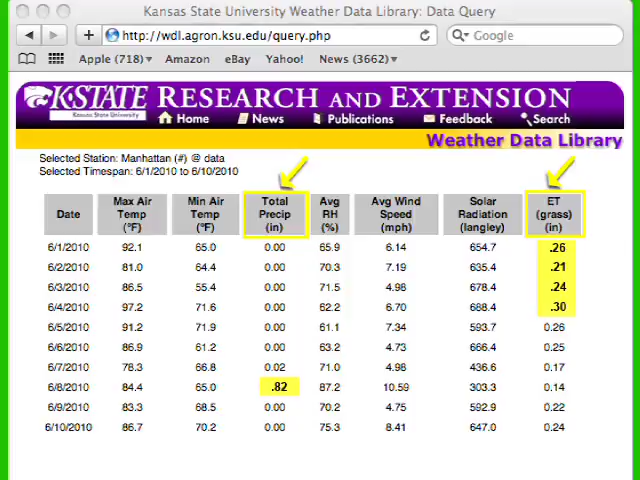 Kansas State University Weather Data Library: Data Query
http://wdl.agron.ksu.edu/query.php
Google
Apple (718)▾ Amazon eBay Yahoo! News (3662)▾
K-STATE Research and Extension
Kansas State University
Home News Publications Feedback Search
Weather Data Library
Selected Station: Manhattan (#) @ data
Selected Timespan: 6/1/2010 to 6/10/2010
Date Max Air Temp (°F) Min Air Temp (°F) Total Precip (in) Avg RH (%) Avg Wind Speed (mph) Solar Radiation (langley) ET (grass) (in)
6/1/2010 92.1 65.0 0.00 65.9 6.14 654.7 .26
6/2/2010 81.0 64.4 0.00 70.3 7.19 635.4 .21
6/3/2010 86.5 55.4 0.00 71.5 4.98 678.4 .24
6/4/2010 97.2 71.6 0.00 62.2 6.70 688.4 .30
6/5/2010 91.2 71.9 0.00 61.1 7.34 593.7 0.26
6/6/2010 86.9 61.2 0.00 63.2 4.73 666.4 0.25
6/7/2010 78.3 66.8 0.02 71.0 4.98 436.6 0.17
6/8/2010 84.4 65.0 .82 87.2 10.59 303.3 0.14
6/9/2010 83.3 68.5 0.00 70.2 4.75 592.9 0.22
6/10/2010 86.7 70.2 0.00 75.3 8.41 647.0 0.24